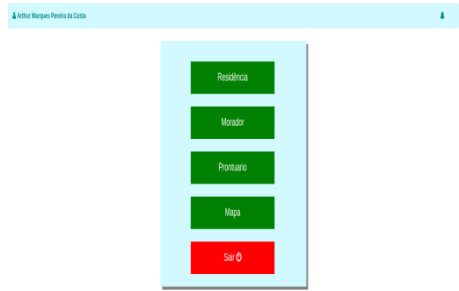 Arthur Marques Pereira da Costa
Residência
Morador
Prontuario
Mapa
Sair